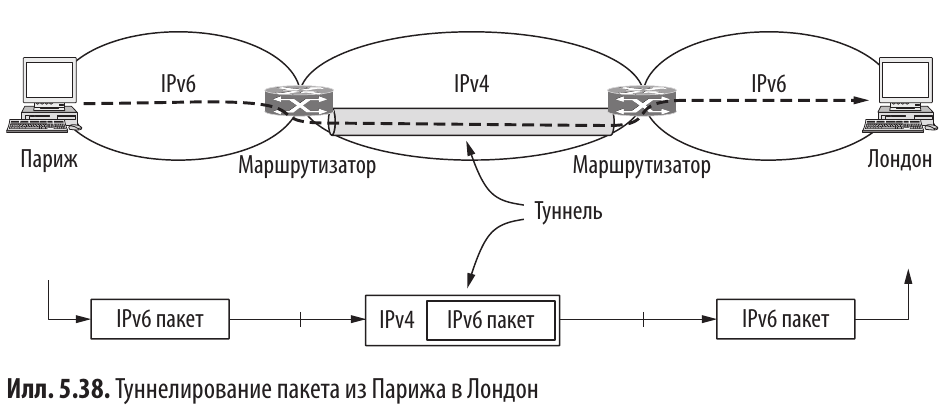 IPv6
IPv4
IPv6
Париж
Маршрутизатор
Маршрутизатор
Лондон
Туннель
IPv6 пакет
IPv4
IPv6 пакет
IPv6 пакет
Илл. 5.38. Туннелирование пакета из Парижа в Лондон